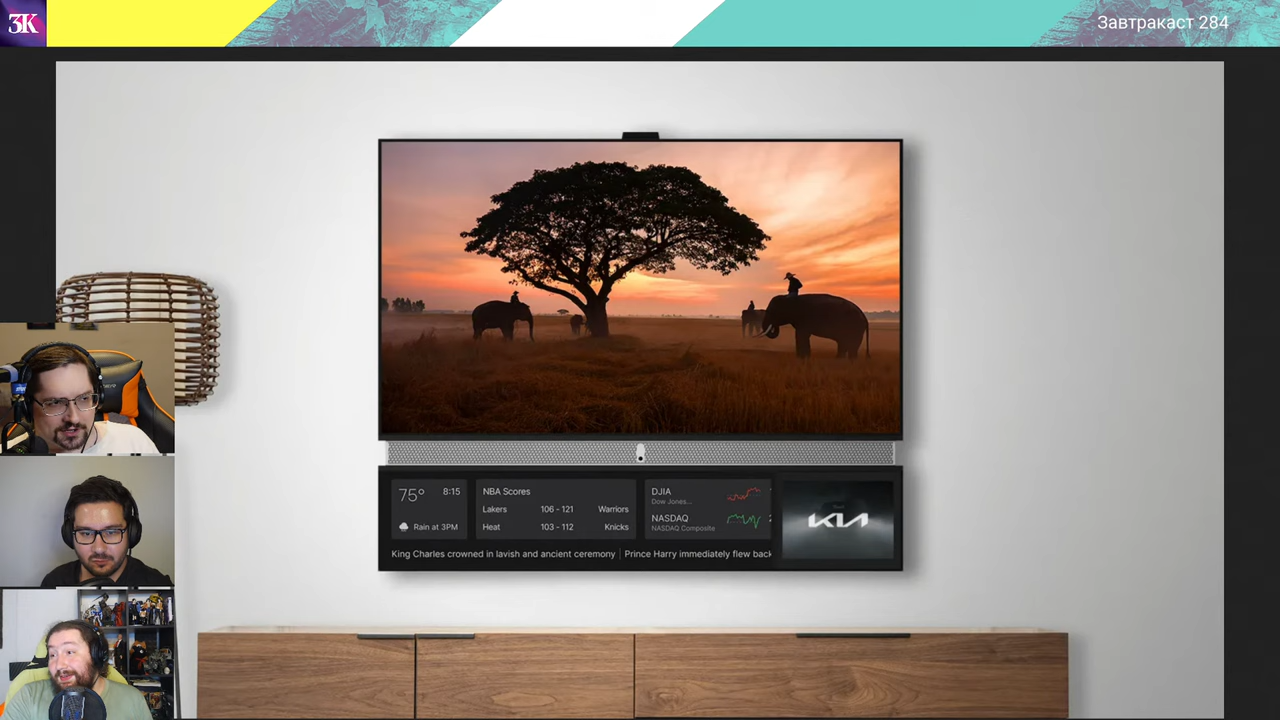 3K
Завтракаст 284
75° 8:15
Rain at 3PM
NBA Scores
Lakers 106 - 121 Warriors
Heat 103 - 112 Knicks
DJIA
Dow Jones...
NASDAQ
NASDAQ Composite
KIA
King Charles crowned in lavish and ancient ceremony | Prince Harry immediately flew back